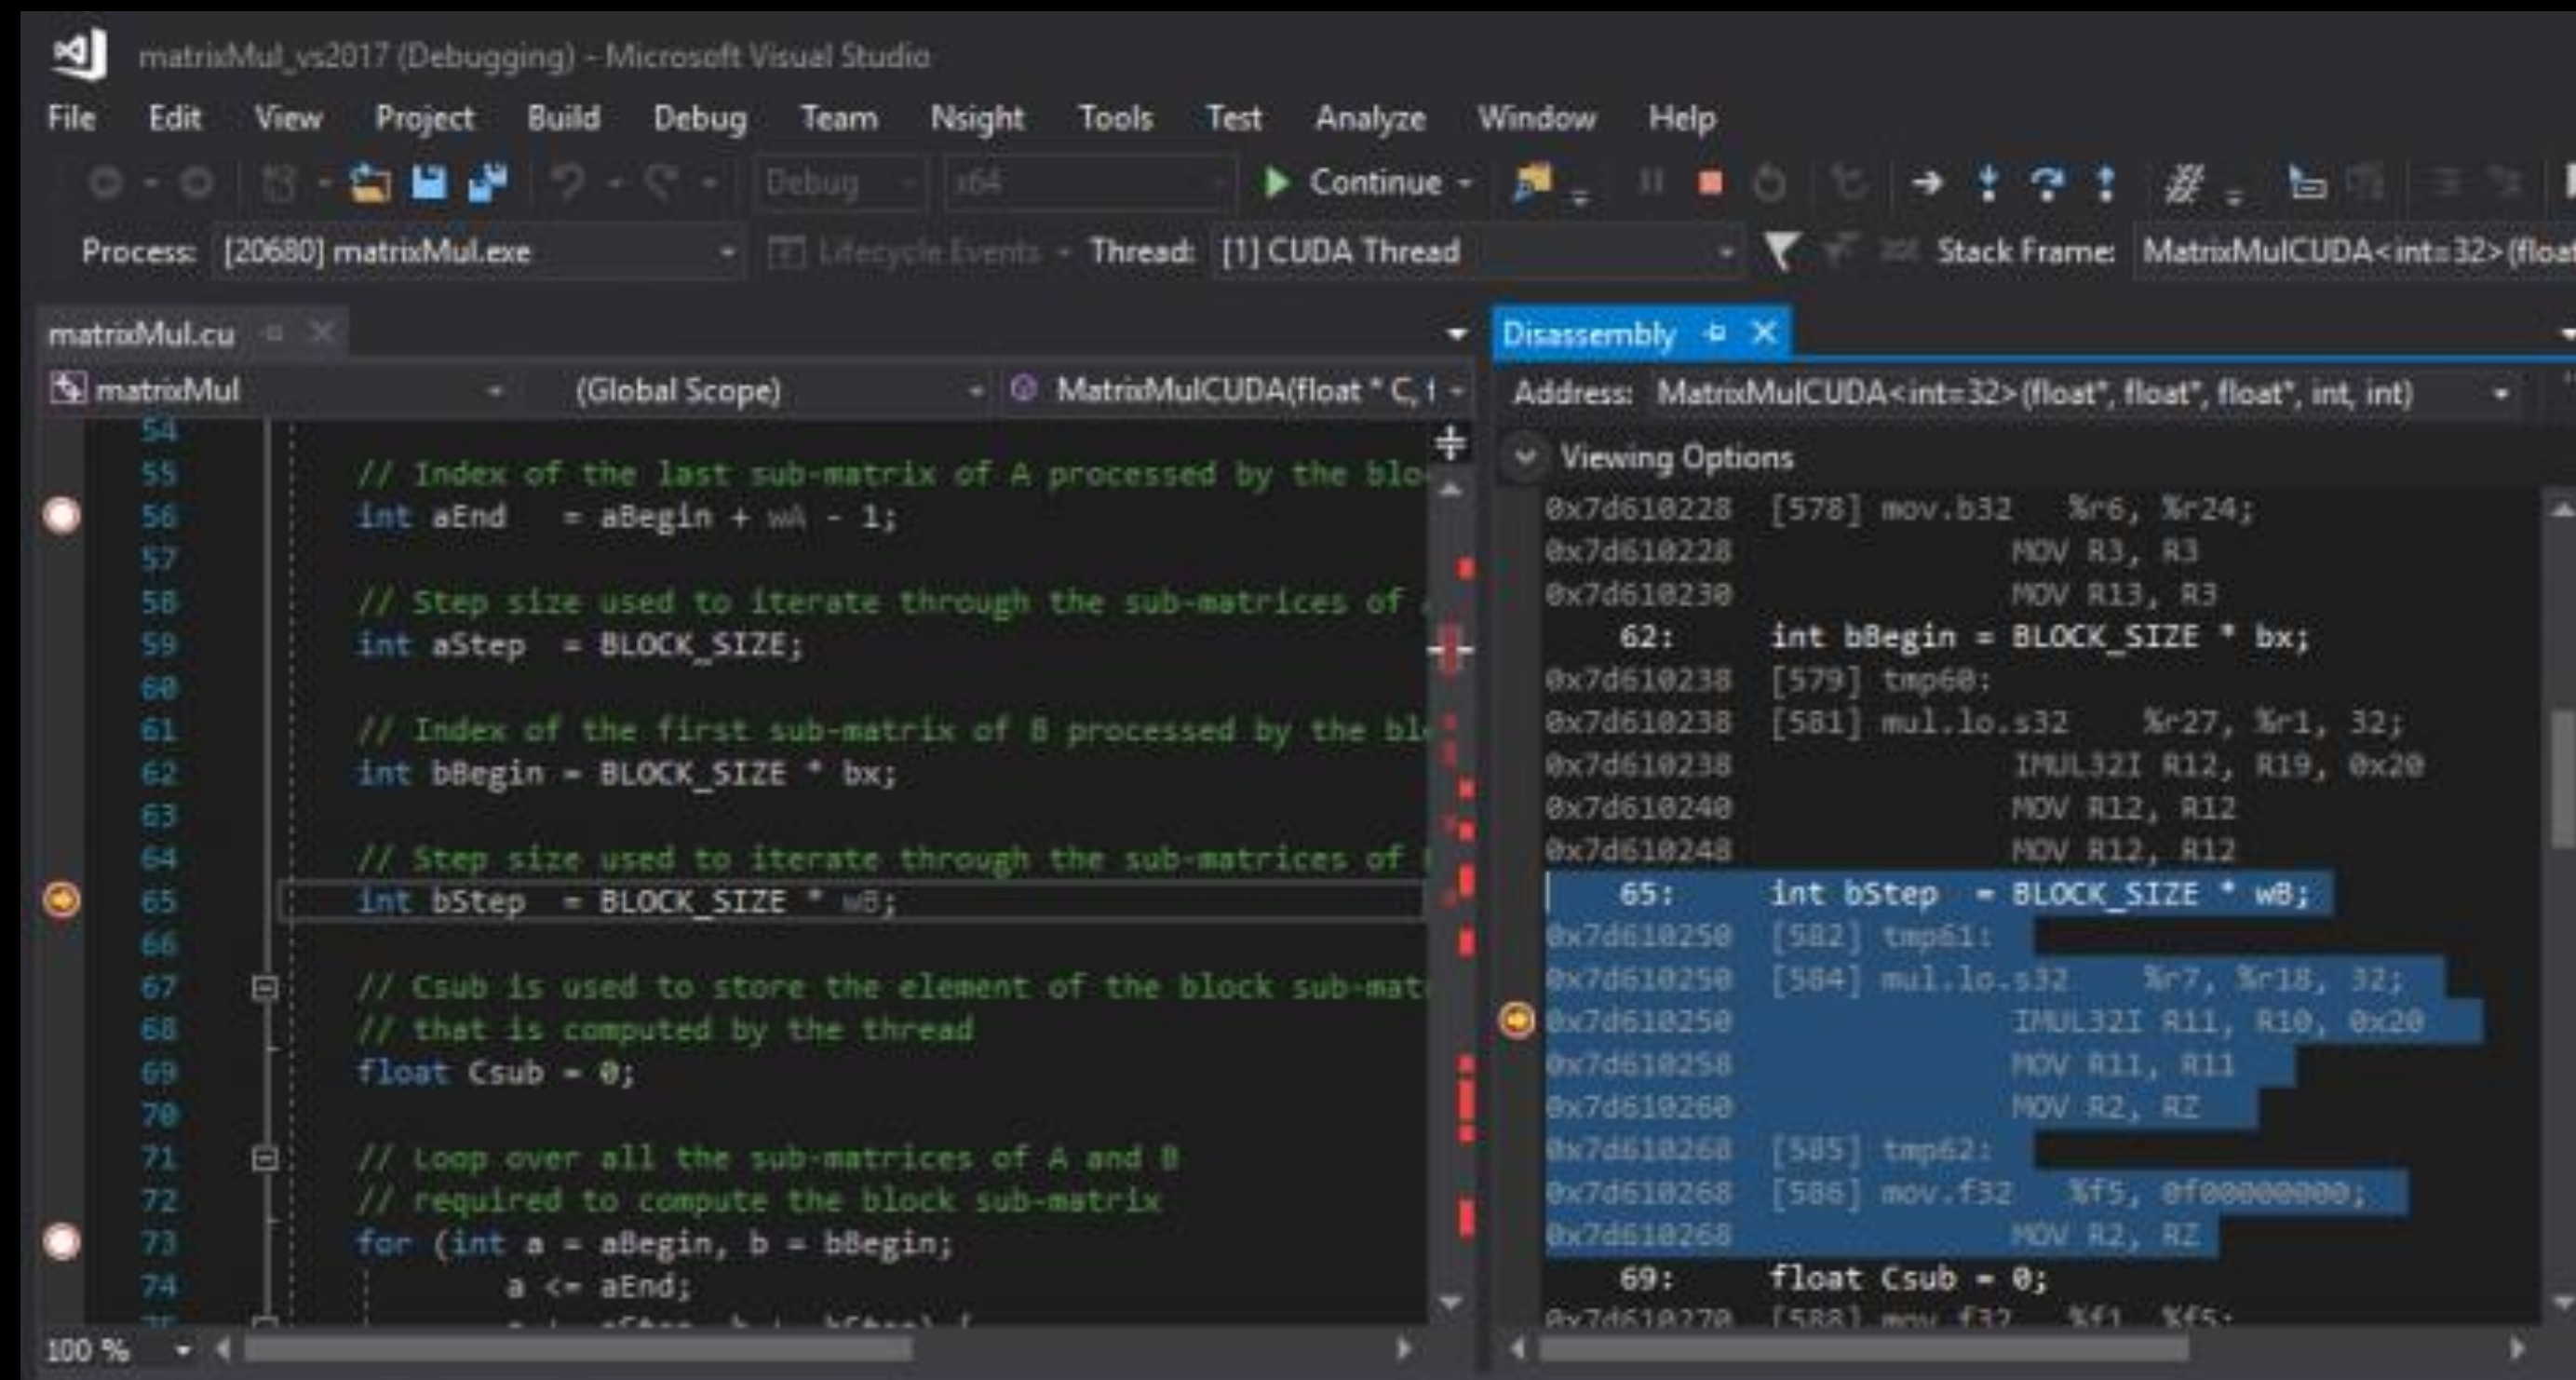 matrixMul_vs2017 (Debugging) - Microsoft Visual Studio
File Edit View Project Build Debug Team Nsight Tools Test Analyze Window Help
Debug x64 Continue
Process: [20680] matrixMul.exe Lifecycle Events Thread: [1] CUDA Thread Stack Frame: MatrixMulCUDA<int=32>(float
matrixMul.cu
matrixMul (Global Scope) MatrixMulCUDA(float * C, f
54
55 // Index of the last sub-matrix of A processed by the blo
56 int aEnd = aBegin + wA - 1;
57
58 // Step size used to iterate through the sub-matrices of
59 int aStep = BLOCK_SIZE;
60
61 // Index of the first sub-matrix of B processed by the bl
62 int bBegin = BLOCK_SIZE * bx;
63
64 // Step size used to iterate through the sub-matrices of
65 int bStep = BLOCK_SIZE * wB;
66
67 // Csub is used to store the element of the block sub-mat
68 // that is computed by the thread
69 float Csub = 0;
70
71 // Loop over all the sub-matrices of A and B
72 // required to compute the block sub-matrix
73 for (int a = aBegin, b = bBegin;
74 a <= aEnd;
100 %
Disassembly
Address: MatrixMulCUDA<int=32>(float*, float*, float*, int, int)
Viewing Options
0x7d610228 [578] mov.b32 %r6, %r24;
0x7d610228 MOV R3, R3
0x7d610230 MOV R13, R3
62: int bBegin = BLOCK_SIZE * bx;
0x7d610238 [579] tmp60:
0x7d610238 [581] mul.lo.s32 %r27, %r1, 32;
0x7d610238 IMUL32I R12, R19, 0x20
0x7d610240 MOV R12, R12
0x7d610248 MOV R12, R12
65: int bStep = BLOCK_SIZE * wB;
0x7d610250 [582] tmp61:
0x7d610250 [584] mul.lo.s32 %r7, %r18, 32;
0x7d610250 IMUL32I R11, R10, 0x20
0x7d610258 MOV R11, R11
0x7d610260 MOV R2, RZ
0x7d610268 [585] tmp62:
0x7d610268 [586] mov.f32 %f5, 0f00000000;
0x7d610268 MOV R2, RZ
69: float Csub = 0;
0x7d610270 [588] mov.f32 %f1, %f5;